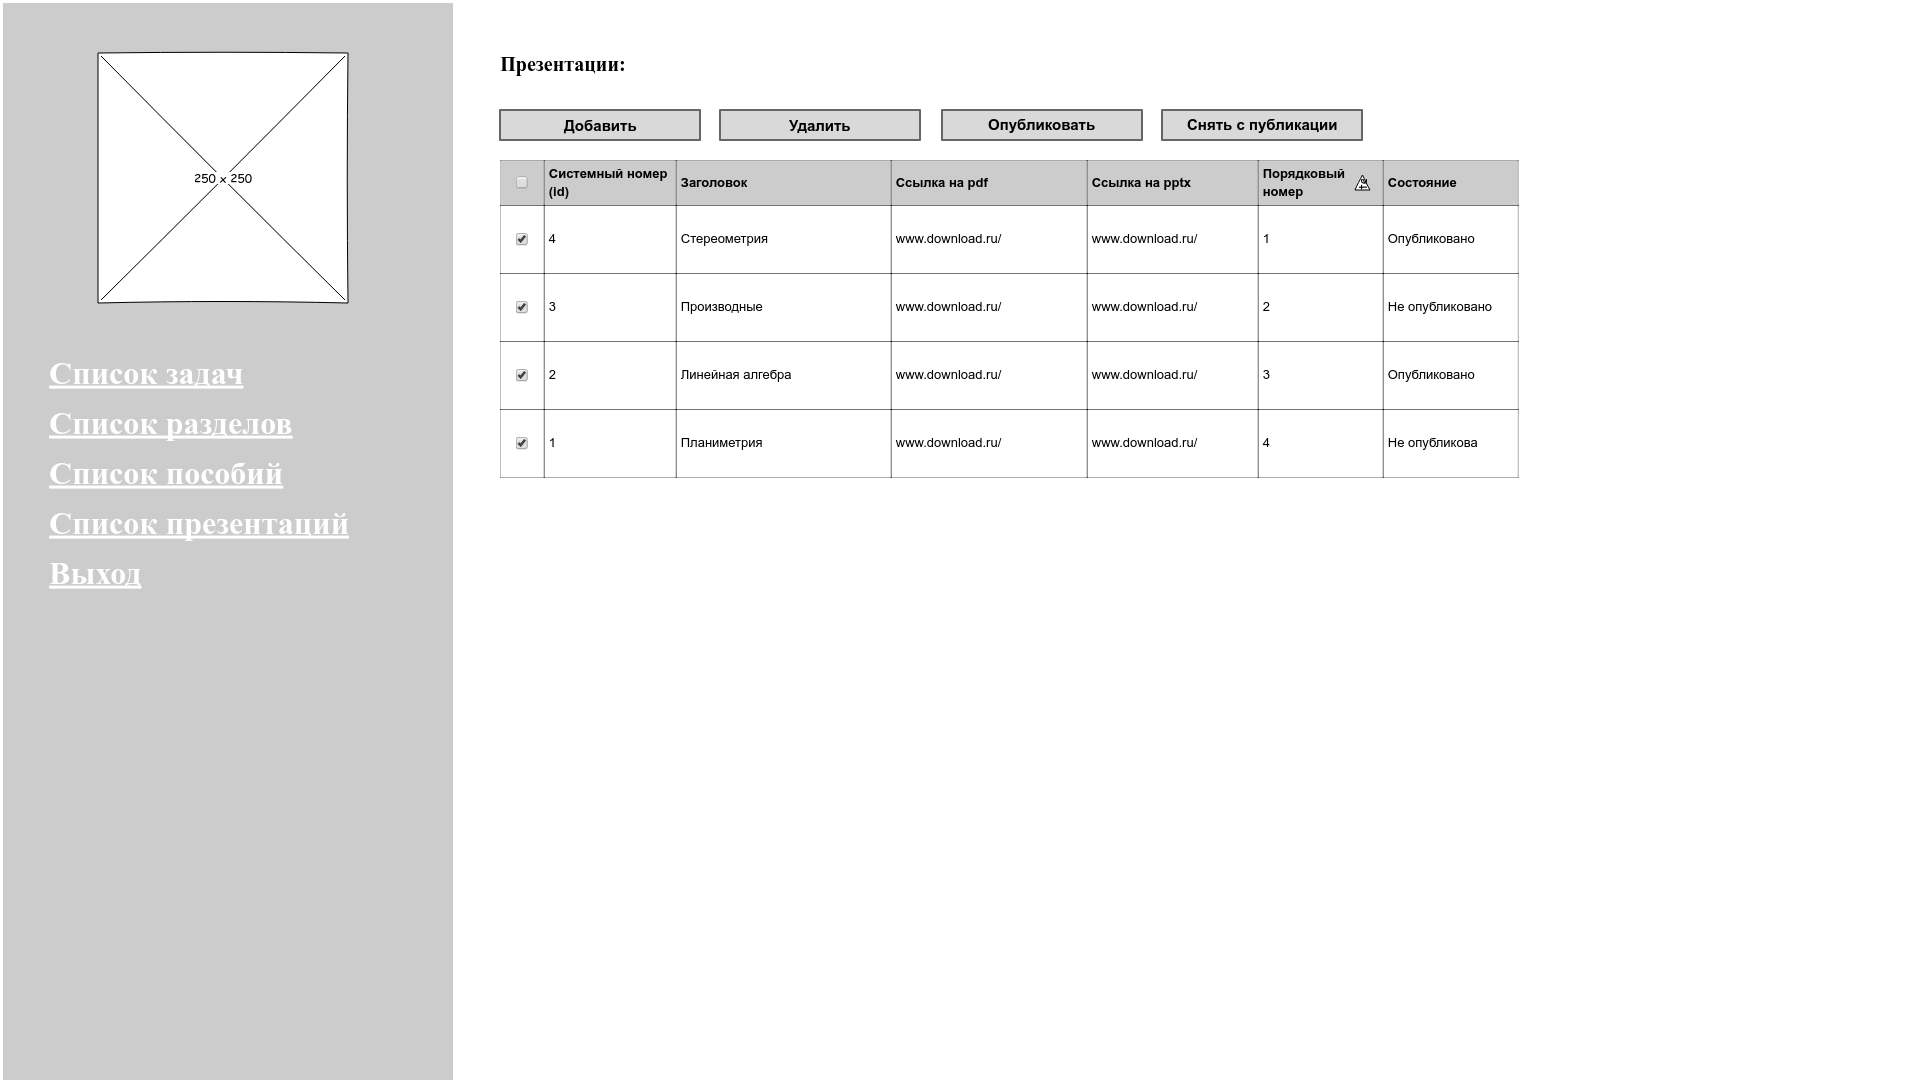 250 x 250
Список задач
Список разделов
Список пособий
Список презентаций
Выход
Презентации:
Добавить Удалить Опубликовать Снять с публикации
Системный номер (id) Заголовок Ссылка на pdf Ссылка на pptx Порядковый номер Состояние
4 Стереометрия www.download.ru/ www.download.ru/ 1 Опубликовано
3 Производные www.download.ru/ www.download.ru/ 2 Не опубликовано
2 Линейная алгебра www.download.ru/ www.download.ru/ 3 Опубликовано
1 Планиметрия www.download.ru/ www.download.ru/ 4 Не опубликова